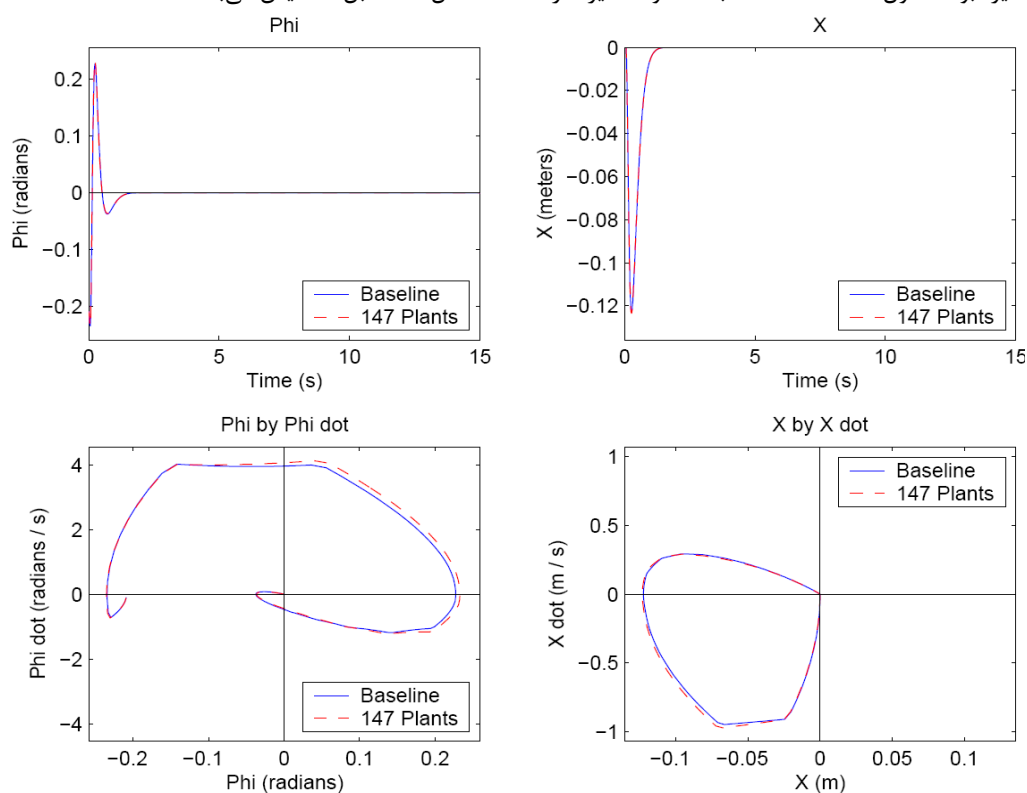 Phi
0.2
0.1
0
−0.1
−0.2
Phi (radians)
0
5
10
15
Time (s)
Baseline
147 Plants
X
0
−0.02
−0.04
−0.06
−0.08
−0.1
−0.12
X (meters)
0
5
10
15
Time (s)
Baseline
147 Plants
Phi by Phi dot
4
2
0
−2
−4
Phi dot (radians / s)
−0.2
−0.1
0
0.1
0.2
Phi (radians)
Baseline
147 Plants
X by X dot
1
0.5
0
−0.5
−1
X dot (m / s)
−0.1
−0.05
0
0.05
0.1
X (m)
Baseline
147 Plants